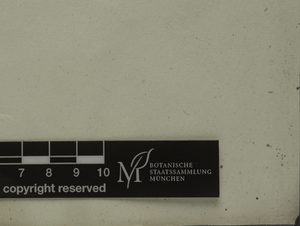 7 8 9 10
copyright reserved
M
BOTANISCHE
STAATSSAMMLUNG
MÜNCHEN